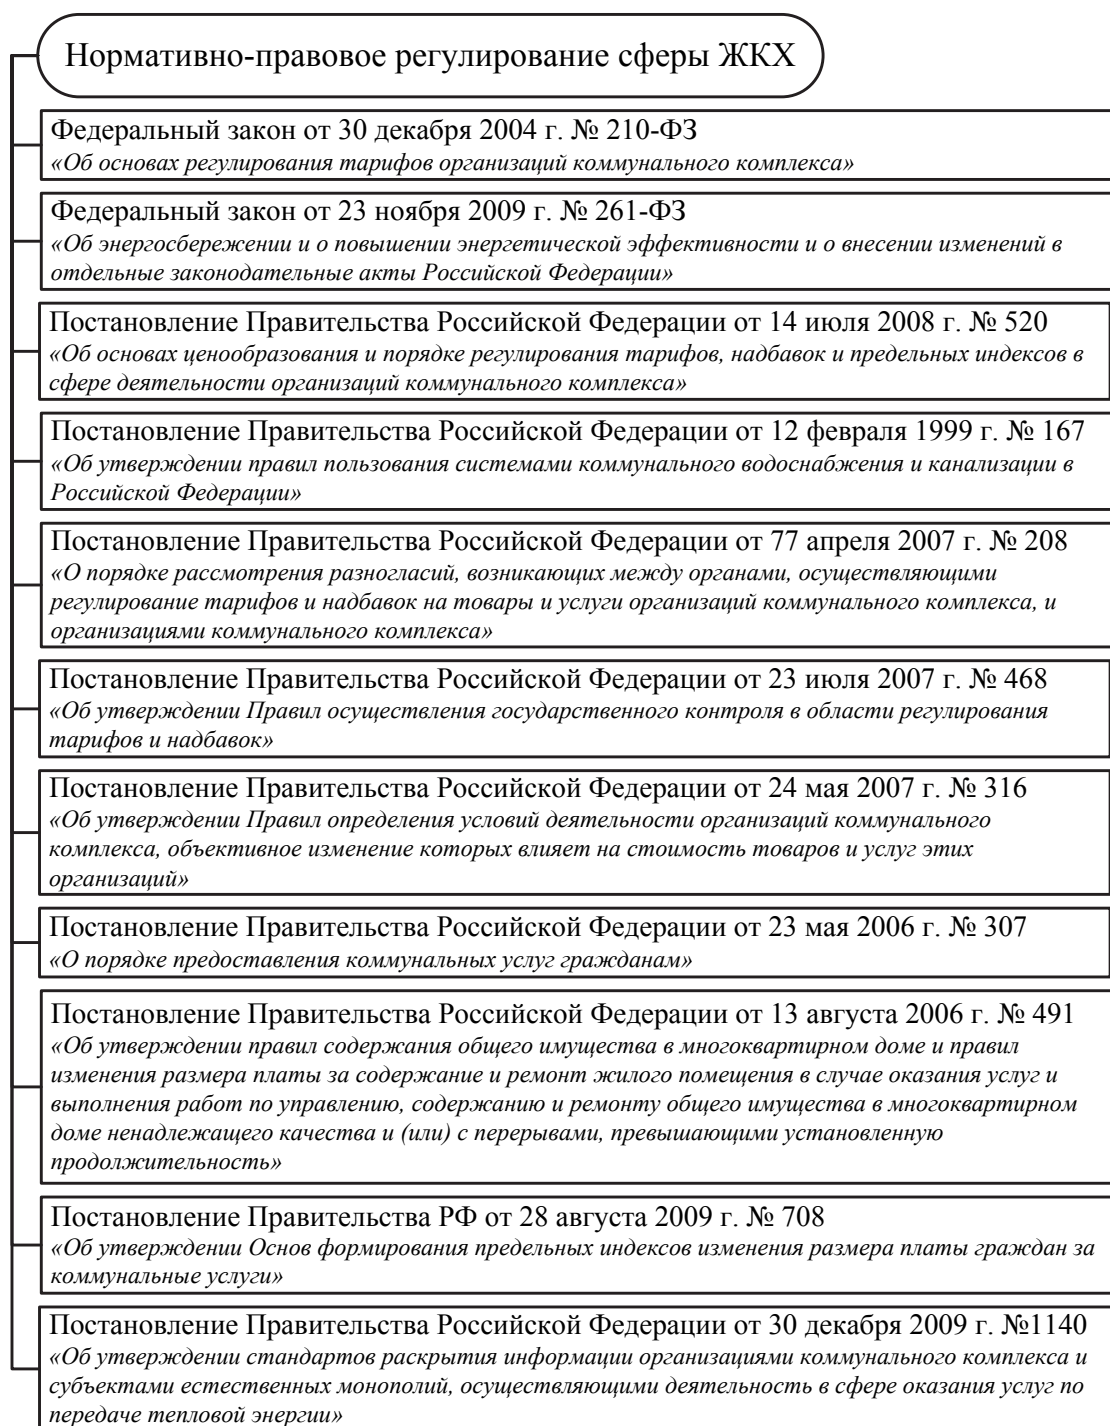 Нормативно-правовое регулирование сферы ЖКХ
Федеральный закон от 30 декабря 2004 г. № 210-ФЗ
«Об основах регулирования тарифов организаций коммунального комплекса»
Федеральный закон от 23 ноября 2009 г. № 261-ФЗ
«Об энергосбережении и о повышении энергетической эффективности и о внесении изменений в
отдельные законодательные акты Российской Федерации»
Постановление Правительства Российской Федерации от 14 июля 2008 г. № 520
«Об основах ценообразования и порядке регулирования тарифов, надбавок и предельных индексов в
сфере деятельности организаций коммунального комплекса»
Постановление Правительства Российской Федерации от 12 февраля 1999 г. № 167
«Об утверждении правил пользования системами коммунального водоснабжения и канализации в
Российской Федерации»
Постановление Правительства Российской Федерации от 77 апреля 2007 г. № 208
«О порядке рассмотрения разногласий, возникающих между органами, осуществляющими
регулирование тарифов и надбавок на товары и услуги организаций коммунального комплекса, и
организациями коммунального комплекса»
Постановление Правительства Российской Федерации от 23 июля 2007 г. № 468
«Об утверждении Правил осуществления государственного контроля в области регулирования
тарифов и надбавок»
Постановление Правительства Российской Федерации от 24 мая 2007 г. № 316
«Об утверждении Правил определения условий деятельности организаций коммунального
комплекса, объективное изменение которых влияет на стоимость товаров и услуг этих
организаций»
Постановление Правительства Российской Федерации от 23 мая 2006 г. № 307
«О порядке предоставления коммунальных услуг гражданам»
Постановление Правительства Российской Федерации от 13 августа 2006 г. № 491
«Об утверждении правил содержания общего имущества в многоквартирном доме и правил
изменения размера платы за содержание и ремонт жилого помещения в случае оказания услуг и
выполнения работ по управлению, содержанию и ремонту общего имущества в многоквартирном
доме ненадлежащего качества и (или) с перерывами, превышающими установленную
продолжительность»
Постановление Правительства РФ от 28 августа 2009 г. № 708
«Об утверждении Основ формирования предельных индексов изменения размера платы граждан за
коммунальные услуги»
Постановление Правительства Российской Федерации от 30 декабря 2009 г. №1140
«Об утверждении стандартов раскрытия информации организациями коммунального комплекса и
субъектами естественных монополий, осуществляющими деятельность в сфере оказания услуг по
передаче тепловой энергии»